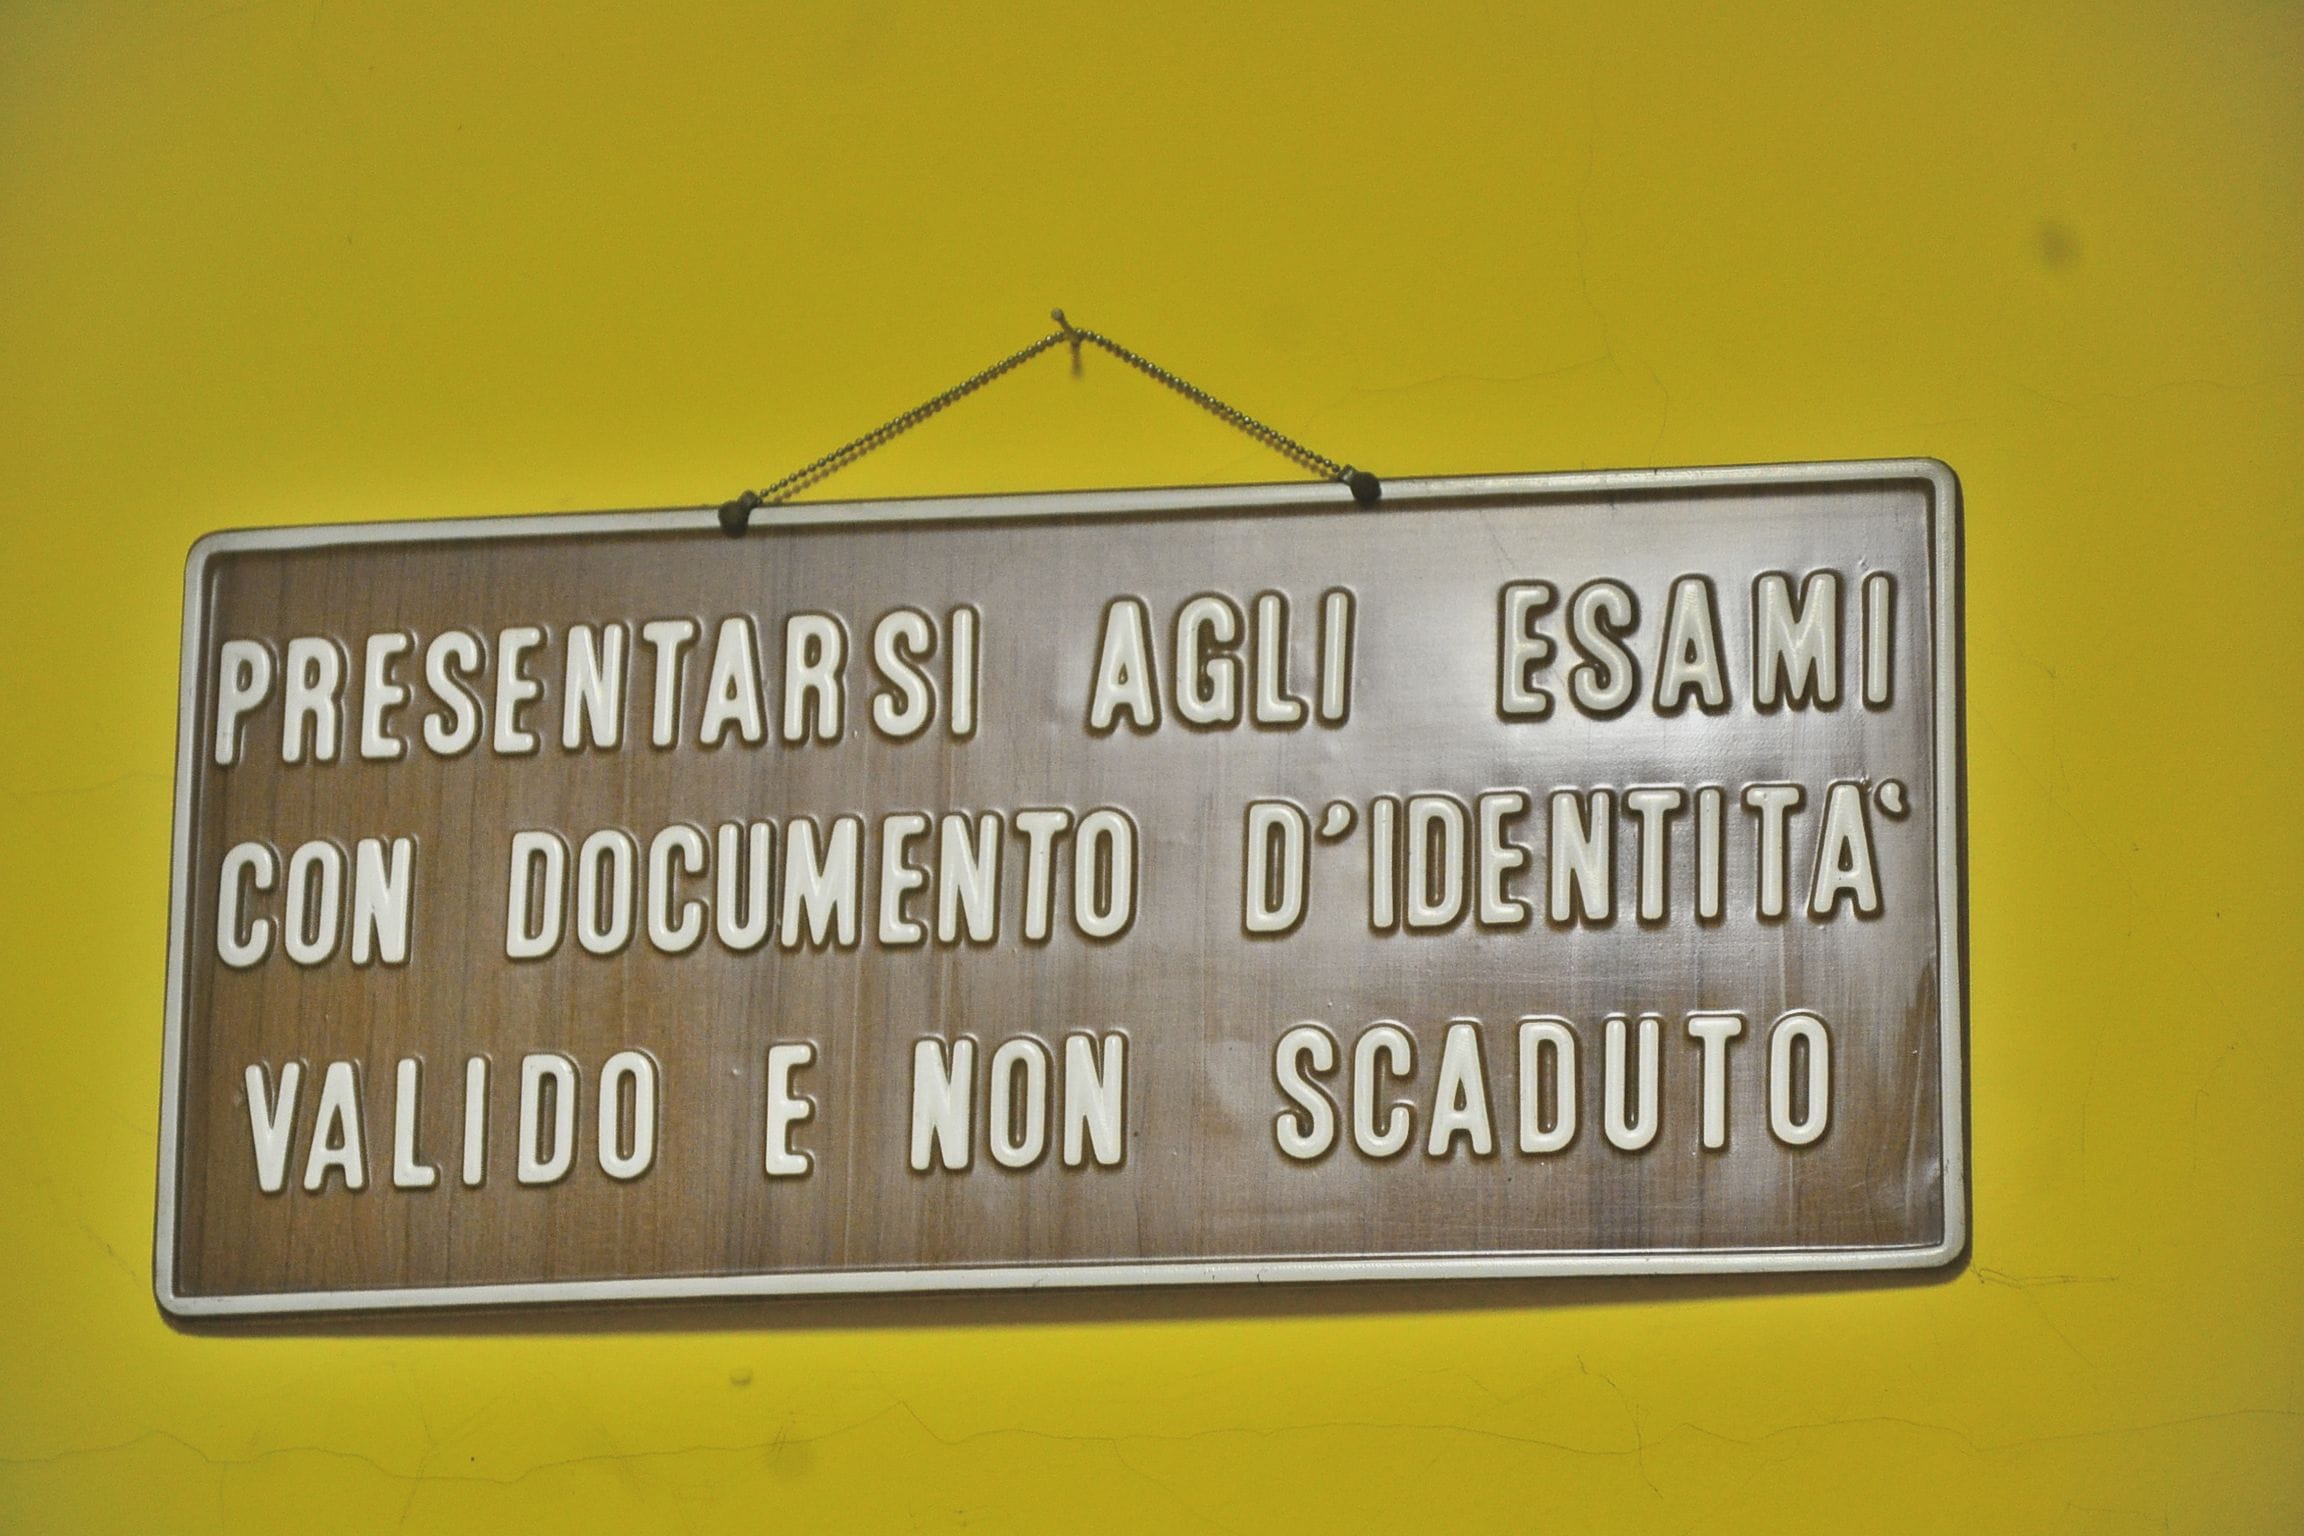 PRESENTARSI AGLI ESAMI
CON DOCUMENTO D'IDENTITA‘
VALIDO E NON SCADUTO